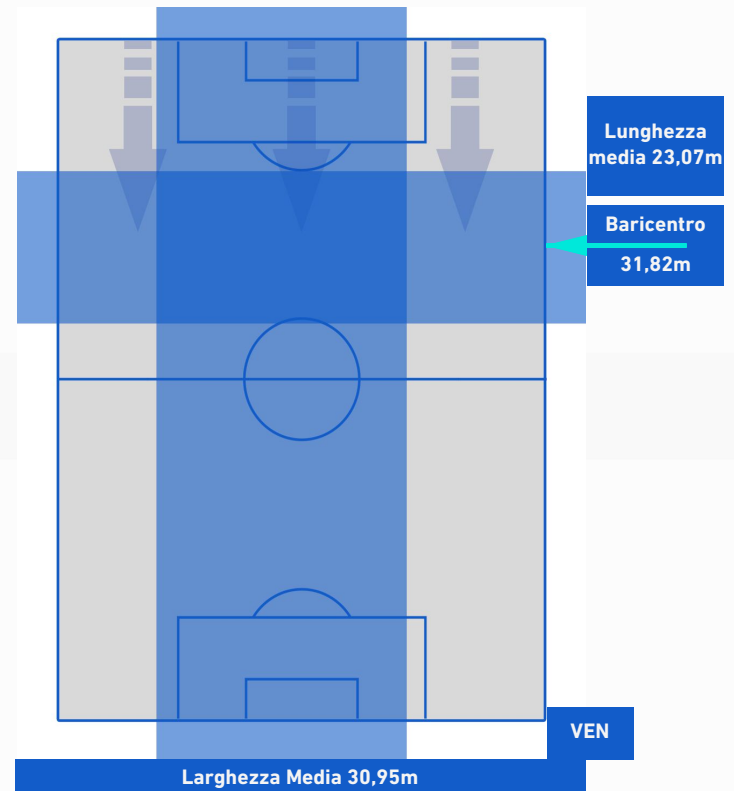 Lunghezza
media 23,07m
Baricentro
31,82m
VEN
Larghezza Media 30,95m